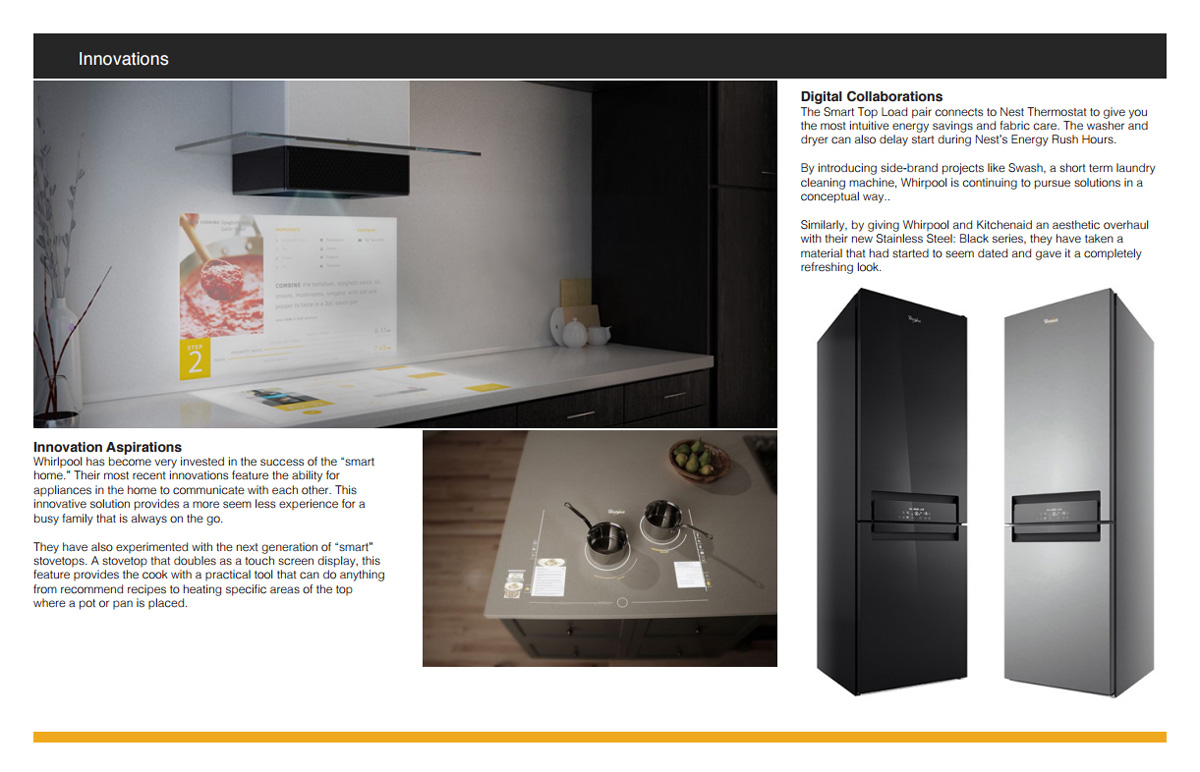 Innovations
STEP
2
COMBINE
Innovation Aspirations
Whirlpool has become very invested in the success of the “smart
home.” Their most recent innovations feature the ability for
appliances in the home to communicate with each other. This
innovative solution provides a more seem less experience for a
busy family that is always on the go.
They have also experimented with the next generation of “smart”
stovetops. A stovetop that doubles as a touch screen display, this
feature provides the cook with a practical tool that can do anything
from recommend recipes to heating specific areas of the top
where a pot or pan is placed.
Whirlpool
Digital Collaborations
The Smart Top Load pair connects to Nest Thermostat to give you
the most intuitive energy savings and fabric care. The washer and
dryer can also delay start during Nest’s Energy Rush Hours.
By introducing side-brand projects like Swash, a short term laundry
cleaning machine, Whirpool is continuing to pursue solutions in a
conceptual way..
Similarly, by giving Whirpool and Kitchenaid an aesthetic overhaul
with their new Stainless Steel: Black series, they have taken a
material that had started to seem dated and gave it a completely
refreshing look.
Whirlpool